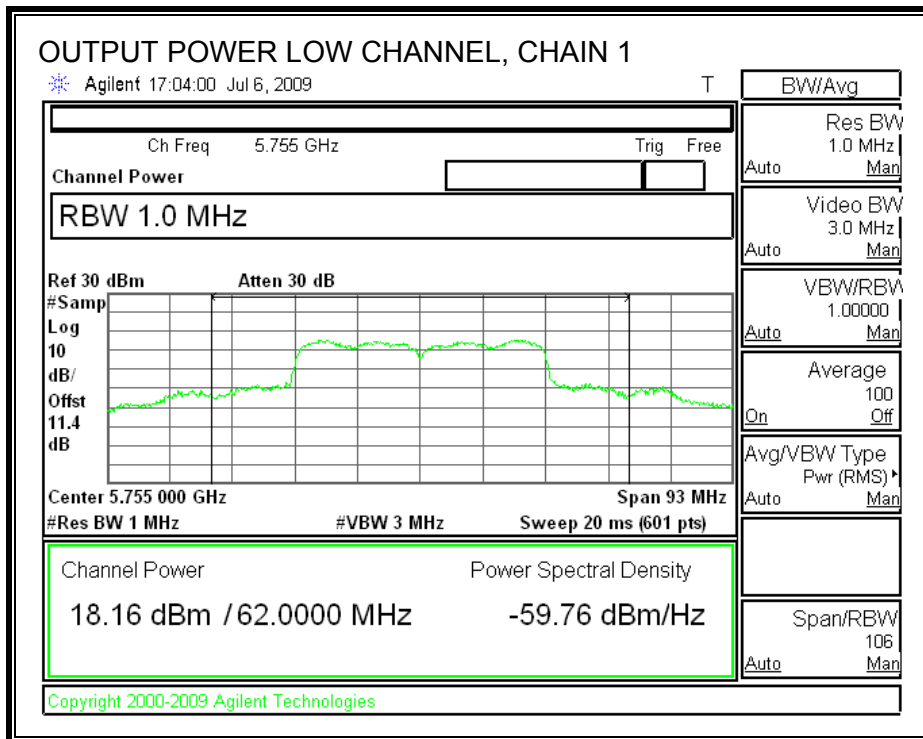 OUTPUT POWER LOW CHANNEL, CHAIN 1
Agilent 17:04:00 Jul 6, 2009 T
Ch Freq 5.755 GHz Trig Free
Channel Power
RBW 1.0 MHz
Ref 30 dBm Atten 30 dB
#Samp
Log
10
dB/
Offst
11.4
dB
Center 5.755 000 GHz Span 93 MHz
#Res BW 1 MHz #VBW 3 MHz Sweep 20 ms (601 pts)
Channel Power Power Spectral Density
18.16 dBm / 62.0000 MHz -59.76 dBm/Hz
Copyright 2000-2009 Agilent Technologies
BW/Avg
Res BW
1.0 MHz
Auto Man
Video BW
3.0 MHz
Auto Man
VBW/RBW
1.00000
Auto Man
Average
100
On Off
Avg/VBW Type
Pwr (RMS)
Auto Man
Span/RBW
106
Auto Man